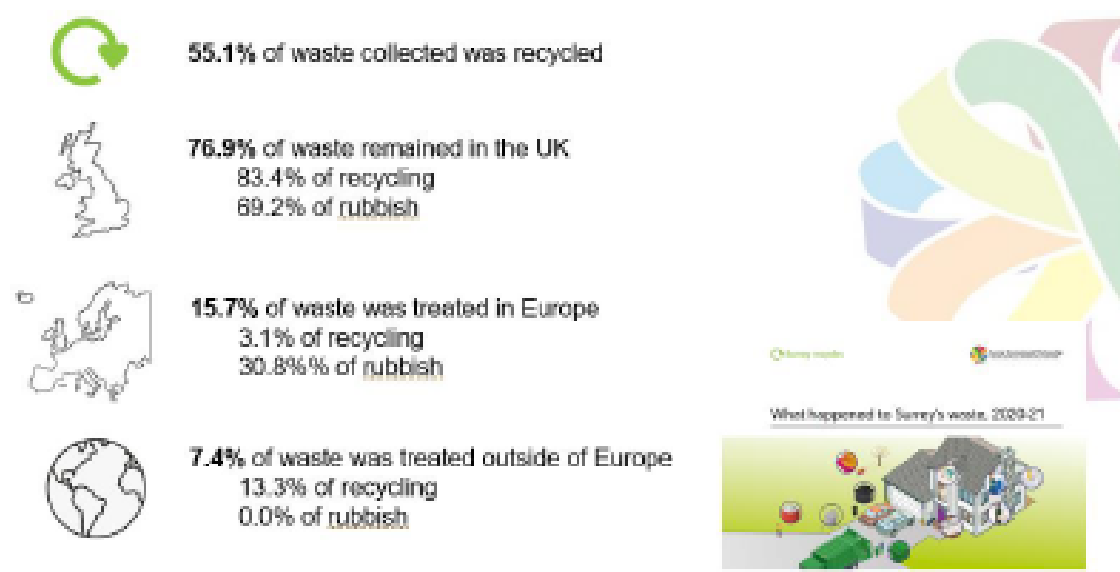 55.1% of waste collected was recycled
76.9% of waste remained in the UK
83.4% of recycling
69.2% of rubbish
15.7% of waste was treated in Europe
3.1% of recycling
30.8%% of rubbish
7.4% of waste was treated outside of Europe
13.3% of recycling
0.0% of rubbish
What happened to Surrey's waste, 2020-21